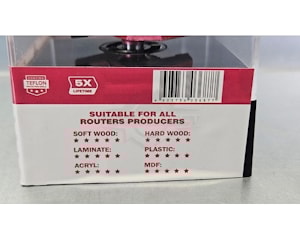 TEFLON
5X
LIFETIME
SUITABLE FOR ALL
ROUTERS PRODUCERS
SOFT WOOD: HARD WOOD:
★ ★ ★ ★ ★ ★ ★ ★ ★ ★
LAMINATE: PLASTIC:
★ ★ ★ ★ ★ ★ ★ ★ ★ ★
ACRYL: MDF:
★ ★ ★ ★ ★ ★ ★ ★ ★ ★